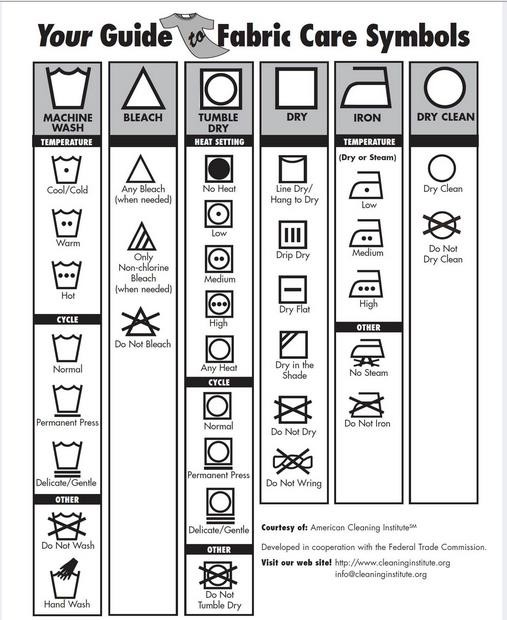 Your Guide to Fabric Care Symbols
MACHINE
WASH
TEMPERATURE
Cool/Cold
Warm
Hot
CYCLE
Normal
Permanent Press
Delicate/Gentle
OTHER
Do Not Wash
Hand Wash
BLEACH
Any Bleach
(when needed)
Only
Non-chlorine
Bleach
(when needed)
Do Not Bleach
TUMBLE
DRY
HEAT SETTING
No Heat
Low
Medium
High
Any Heat
CYCLE
Normal
Permanent Press
Delicate/Gentle
OTHER
Do Not
Tumble Dry
DRY
Line Dry/
Hang to Dry
Drip Dry
Dry Flat
Dry in the
Shade
Do Not Dry
Do Not Wring
IRON
TEMPERATURE
(Dry or Steam)
Low
Medium
High
OTHER
No Steam
Do Not Iron
DRY CLEAN
Dry Clean
Do Not
Dry Clean
Courtesy of: American Cleaning Institute℠
Developed in cooperation with the Federal Trade Commission.
Visit our web site! http://www.cleaninginstitute.org
info@cleaninginstitute.org